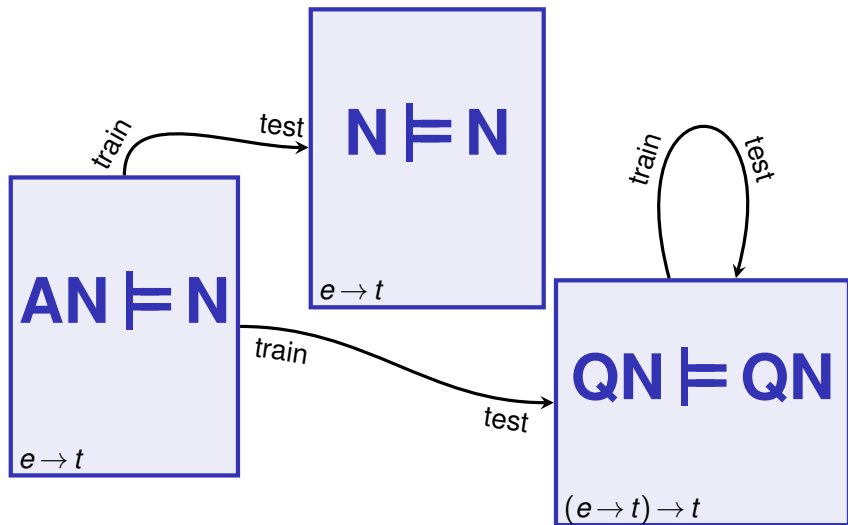 N ⊨ N
e → t
train
test
AN ⊨ N
e → t
train
test
train
test
QN ⊨ QN
(e → t) → t